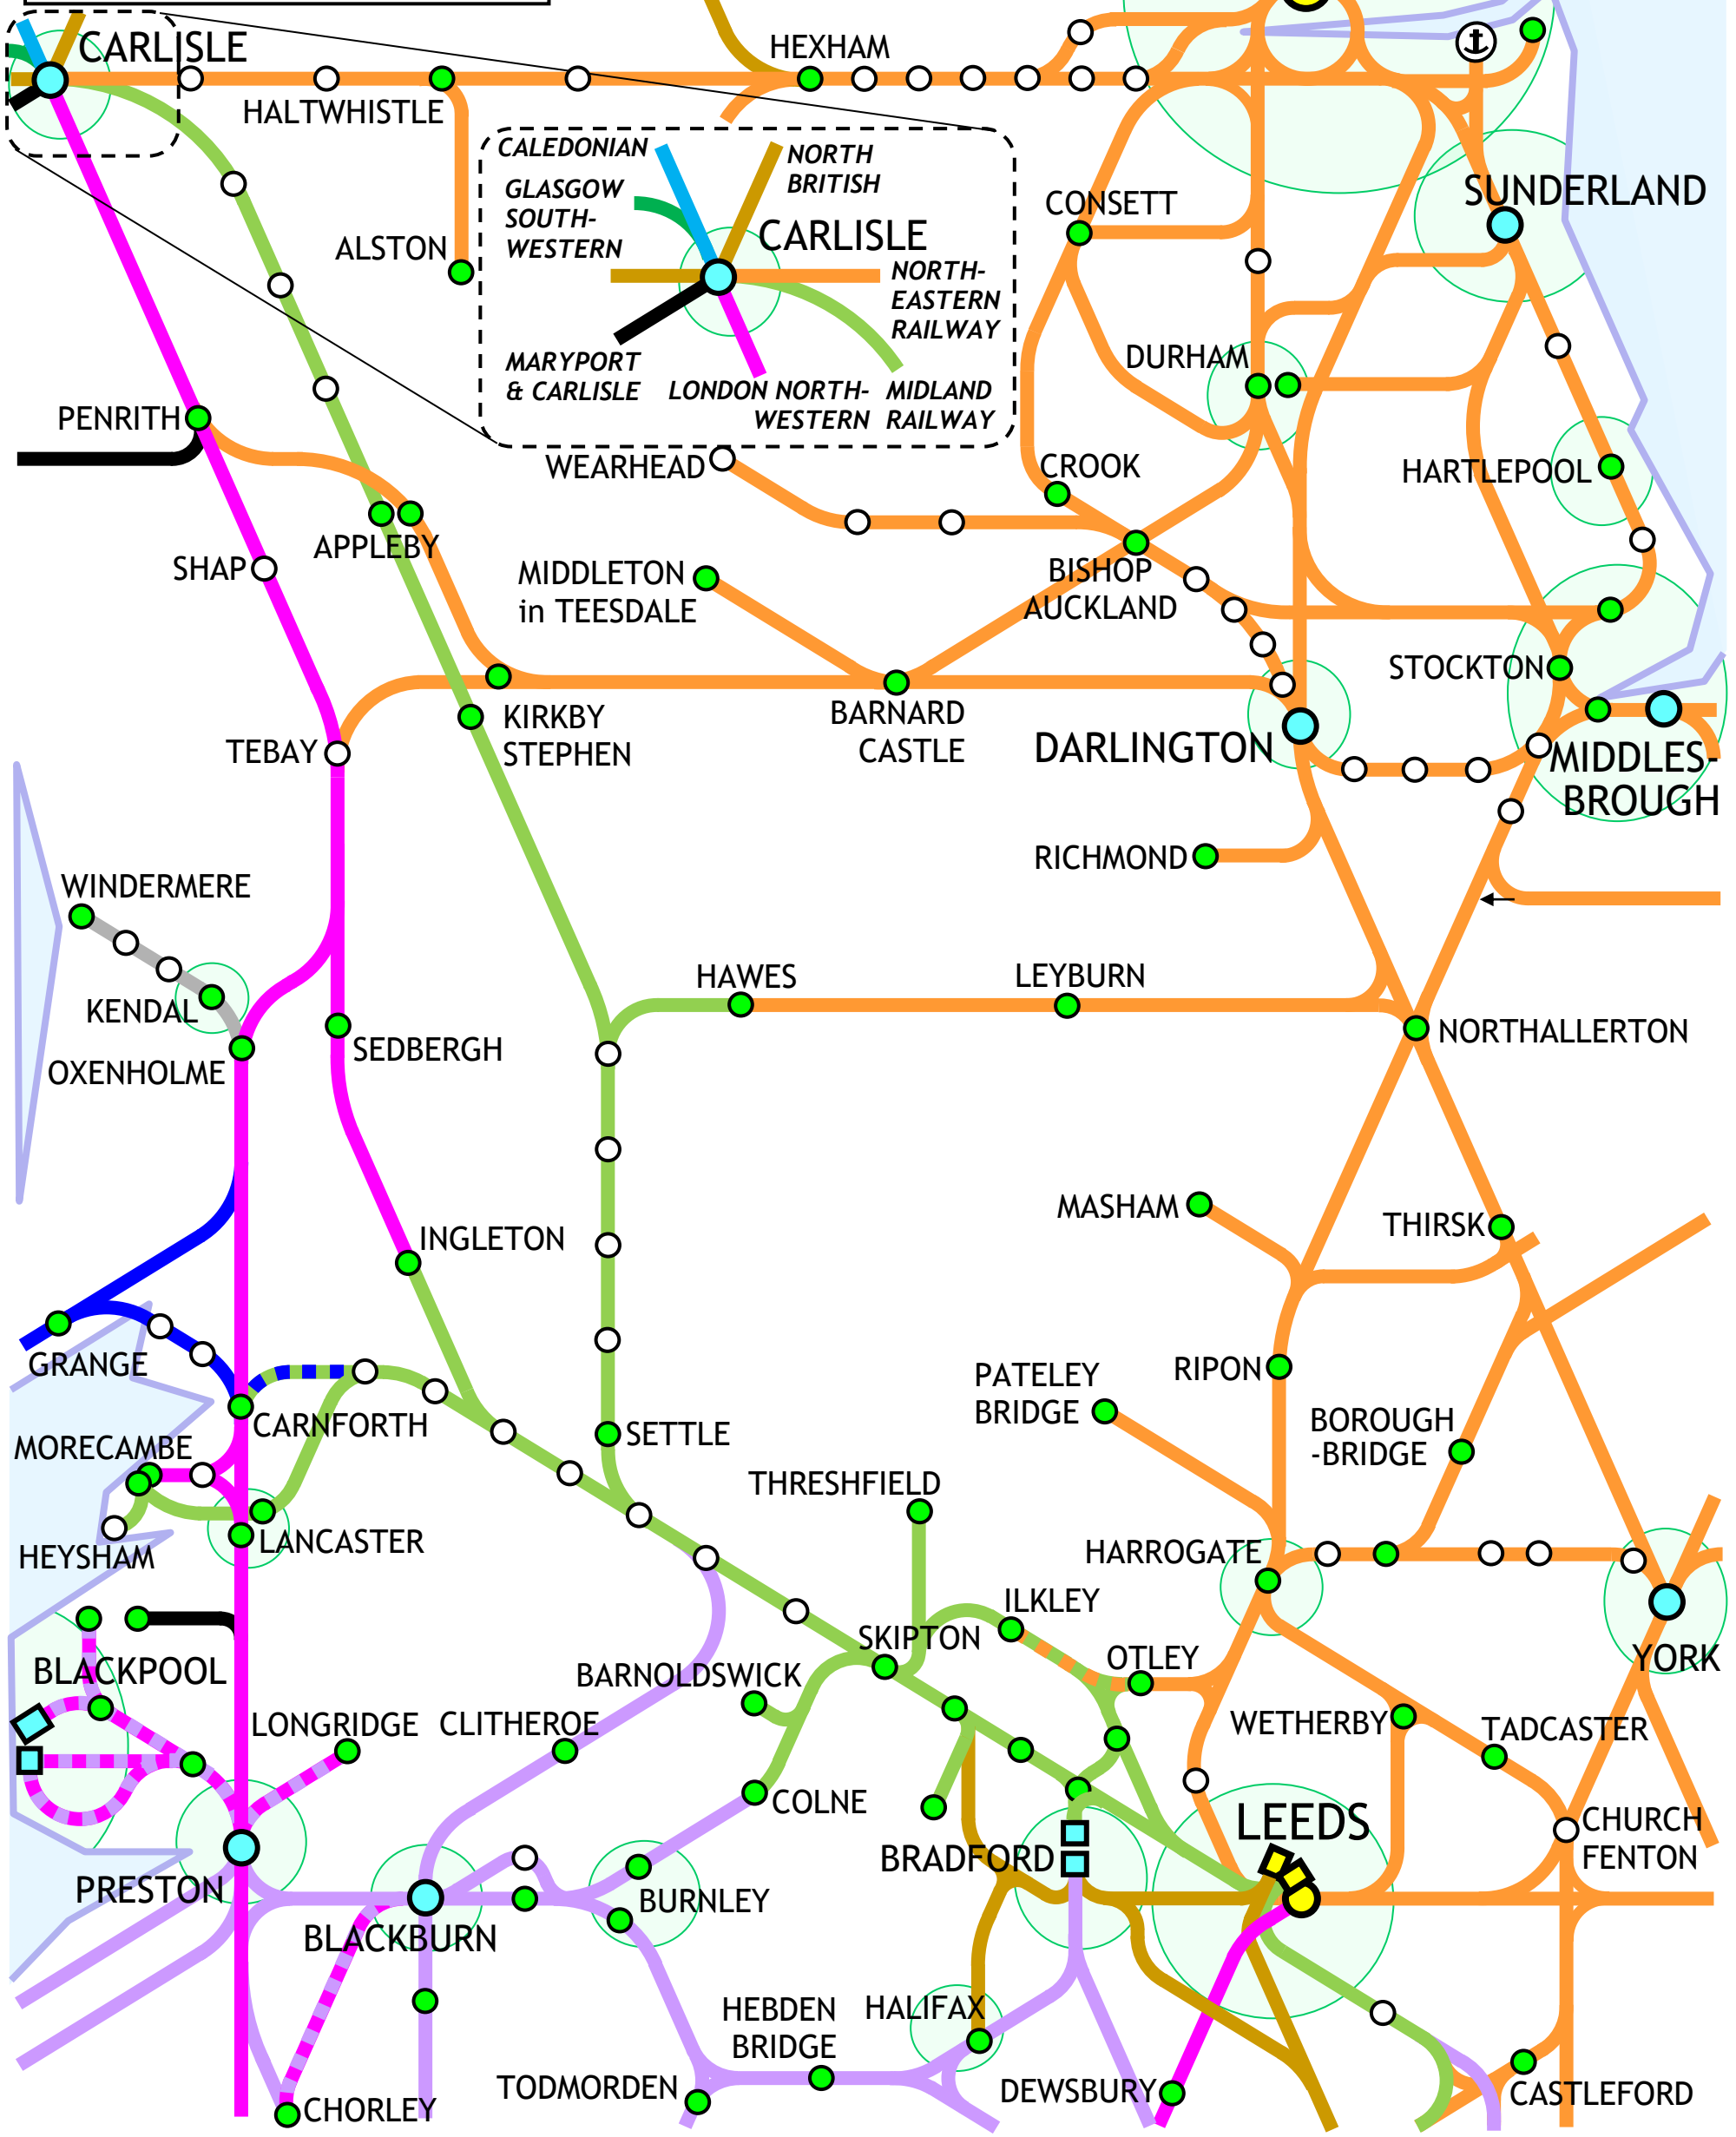 CARLISLE
HEXHAM
HALTWHISTLE
CALEDONIAN
NORTH
BRITISH
GLASGOW
SOUTH-
WESTERN
CARLISLE
NORTH-
EASTERN
RAILWAY
MARYPORT
& CARLISLE
LONDON NORTH-
WESTERN
MIDLAND
RAILWAY
ALSTON
CONSETT
SUNDERLAND
DURHAM
PENRITH
WEARHEAD
CROOK
HARTLEPOOL
APPLEBY
SHAP
MIDDLETON
in TEESDALE
BISHOP
AUCKLAND
STOCKTON
KIRKBY
STEPHEN
BARNARD
CASTLE
TEBAY
DARLINGTON
MIDDLES-
BROUGH
RICHMOND
WINDERMERE
KENDAL
HAWES
LEYBURN
OXENHOLME
SEDBERGH
NORTHALLERTON
MASHAM
THIRSK
INGLETON
GRANGE
CARNFORTH
PATELEY
BRIDGE
RIPON
BOROUGH
-BRIDGE
MORECAMBE
SETTLE
THRESHFIELD
HEYSHAM
LANCASTER
HARROGATE
ILKLEY
SKIPTON
OTLEY
YORK
BLACKPOOL
BARNOLDSWICK
LONGRIDGE
CLITHEROE
WETHERBY
TADCASTER
COLNE
LEEDS
CHURCH
FENTON
BRADFORD
PRESTON
BURNLEY
BLACKBURN
HEBDEN
BRIDGE
HALIFAX
TODMORDEN
DEWSBURY
CASTLEFORD
CHORLEY